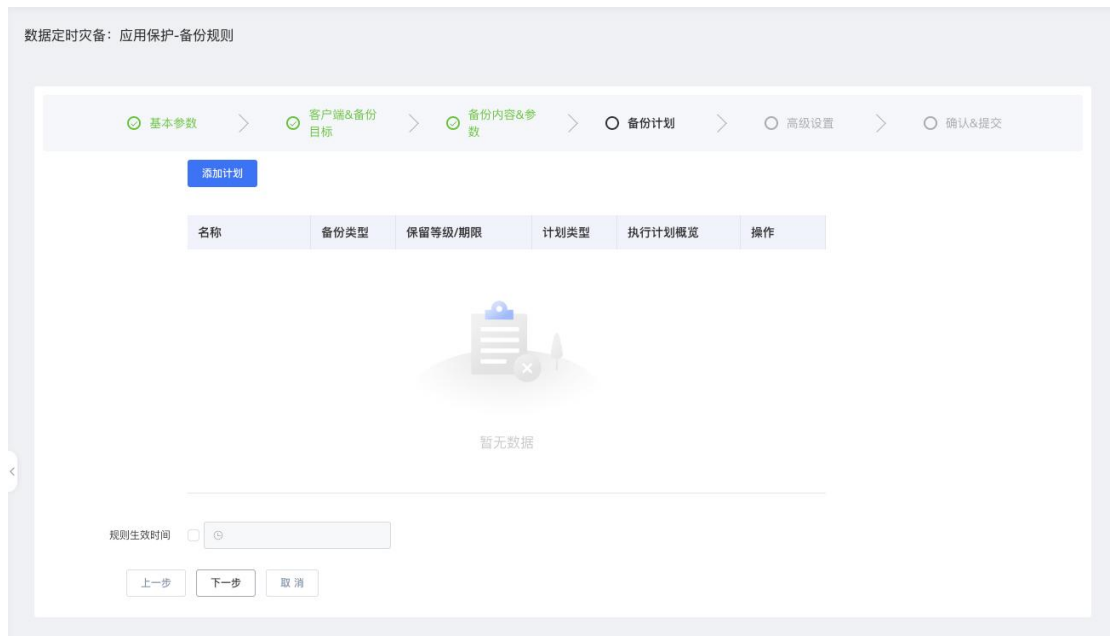 数据定时灾备：应用保护-备份规则
基本参数
客户端&备份
目标
备份内容&参
数
备份计划
高级设置
确认&提交
添加计划
名称 备份类型 保留等级/期限 计划类型 执行计划概览 操作
暂无数据
规则生效时间
上一步 下一步 取 消